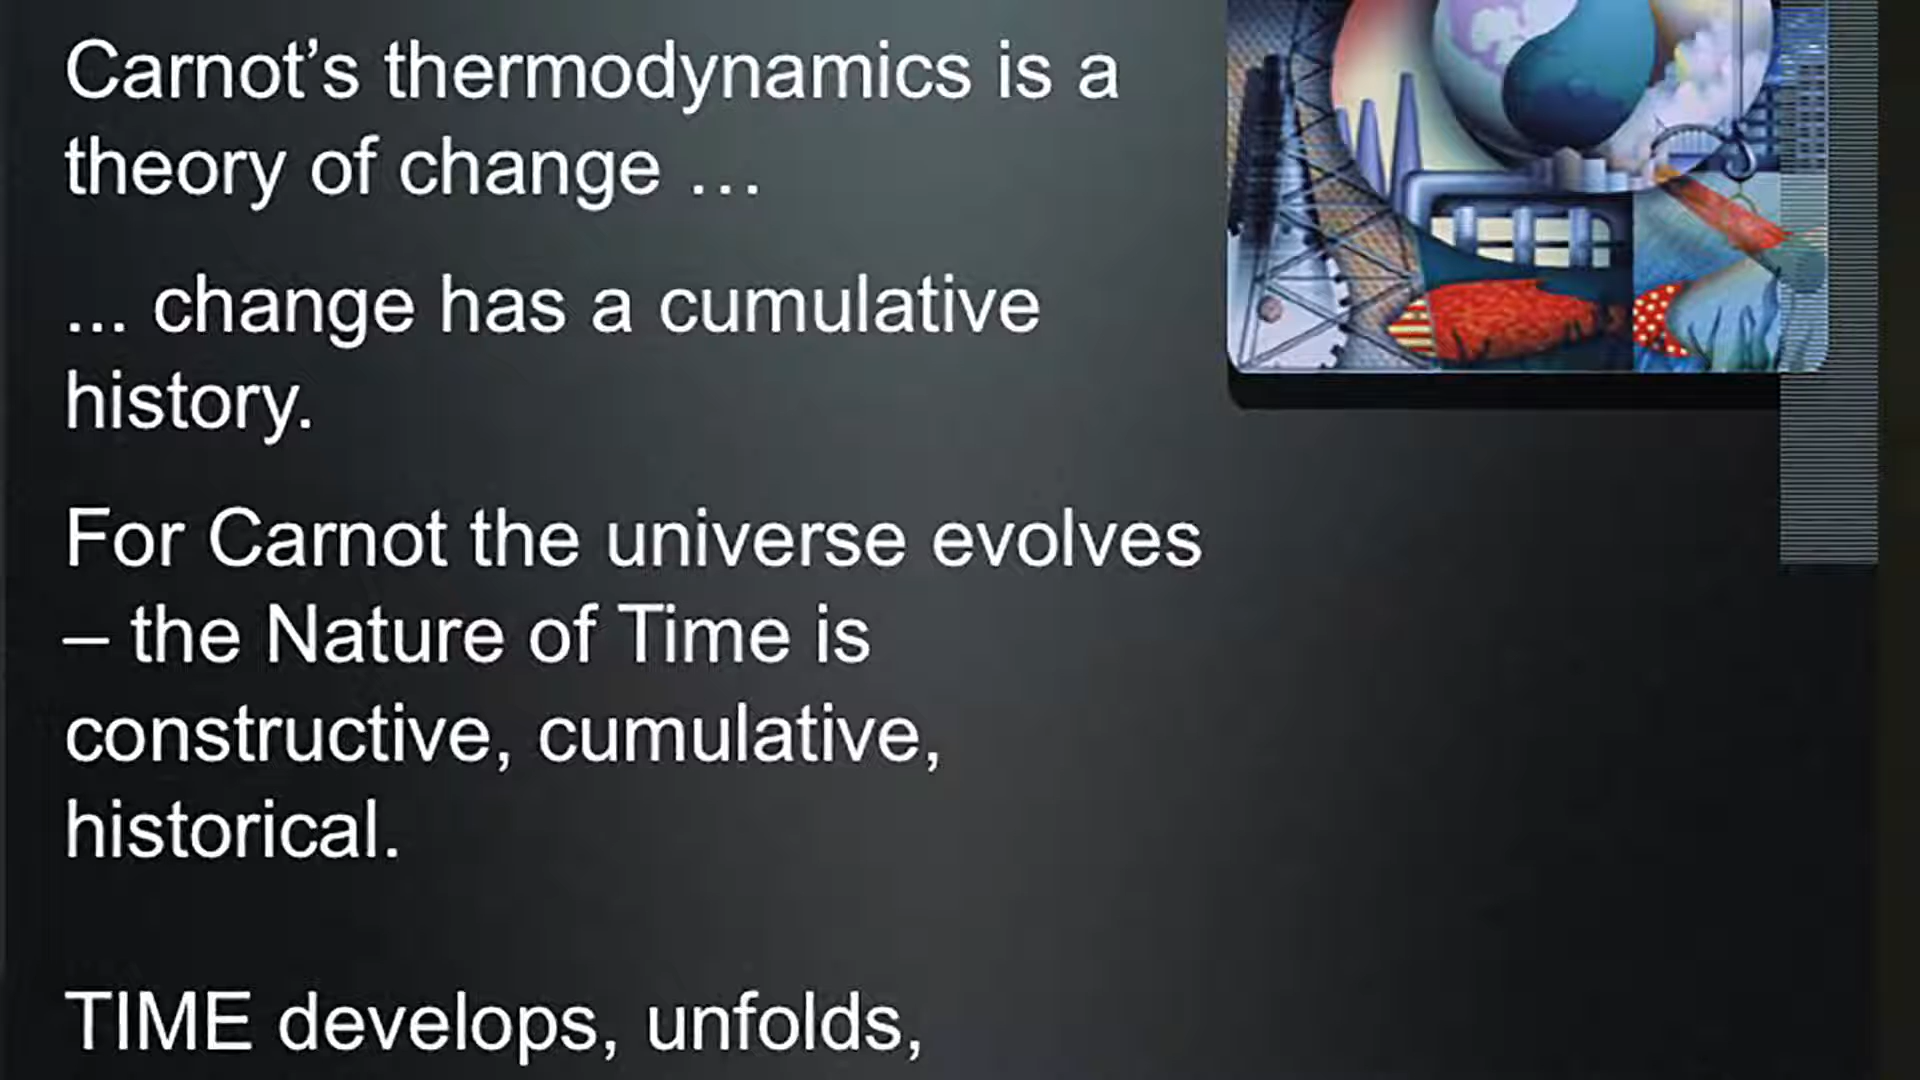 Carnot’s thermodynamics is a
theory of change …
... change has a cumulative
history.
For Carnot the universe evolves
– the Nature of Time is
constructive, cumulative,
historical.
TIME develops, unfolds,